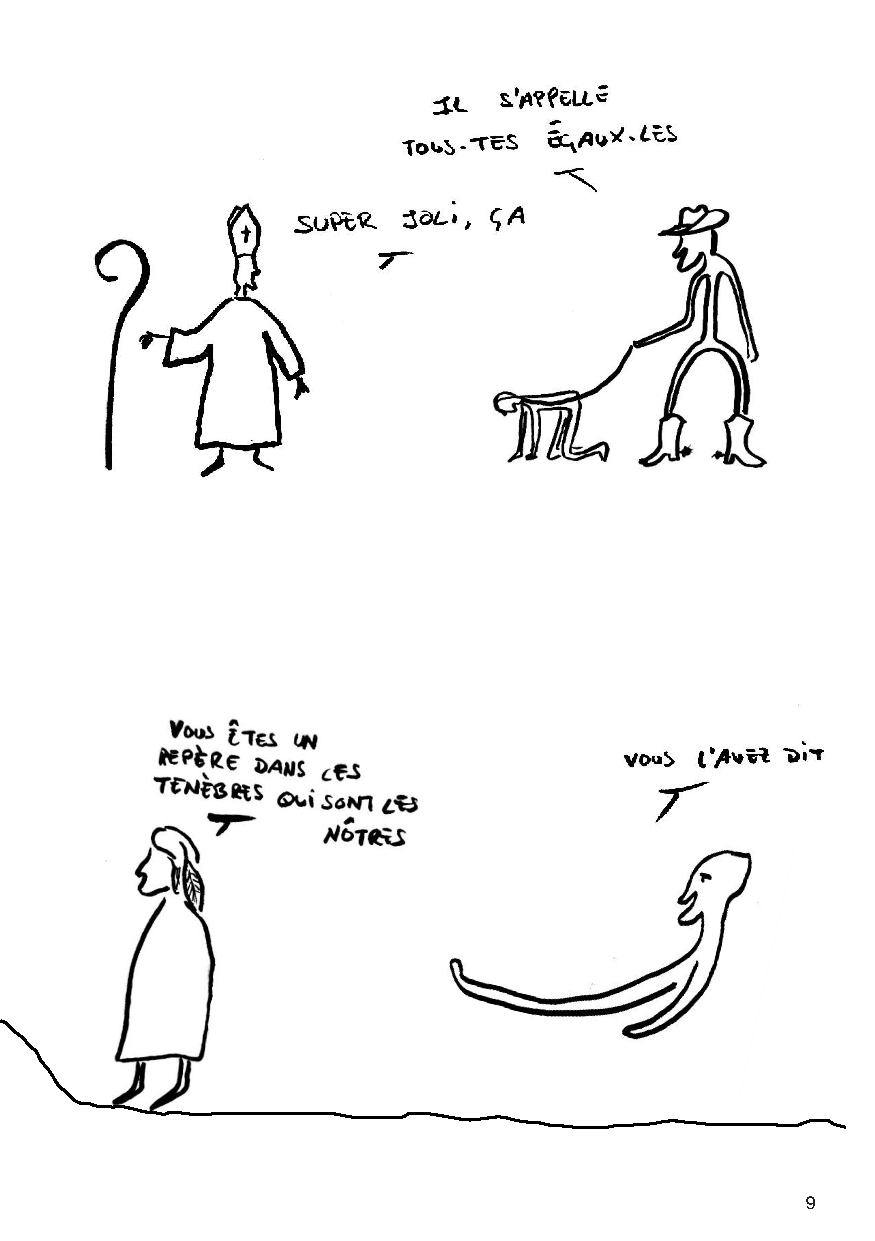 IL S'APPELLE
TOUS·TES ÉGAUX·LES
SUPER JOLI, ÇA
VOUS ÊTES UN
REPÈRE DANS LES
TENÈBRES QUI SONT LES
NÔTRES
VOUS L'AVEZ DIT
9